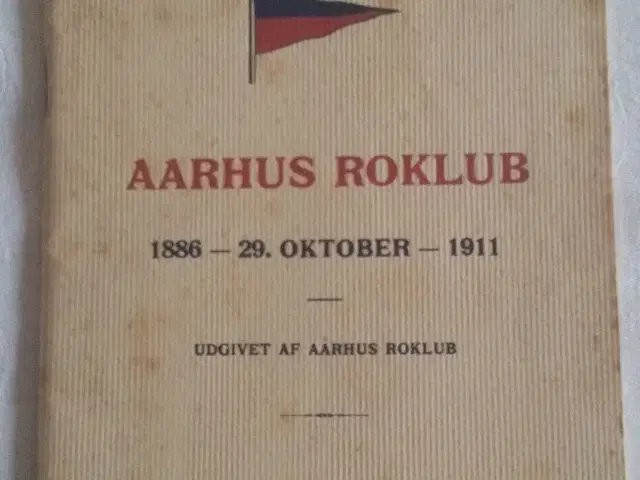 AARHUS ROKLUB
1886 — 29. OKTOBER — 1911
UDGIVET AF AARHUS ROKLUB